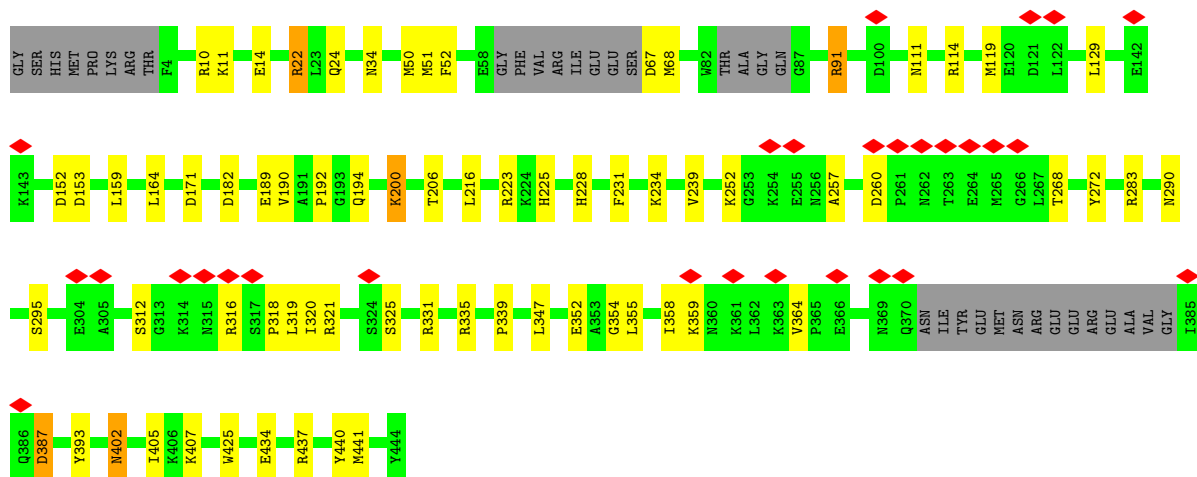 GLY SER HIS MET PRO LYS ARG THR F4 R10 K11 E14 R22 L23 Q24 N34 M50 M51 F52 E58 GLY PHE VAL ARG ILE GLU GLU SER D67 M68 W82 THR ALA GLY GLN G87 R91 D100 N111 R114 M119 E120 D121 L122 L129 E142
K143 D152 D153 L159 L164 D171 D182 E189 V190 A191 P192 G193 Q194 K200 T206 L216 R223 K224 H225 H228 F231 K234 V239 K252 G253 K254 E255 N256 A257 D260 P261 N262 T263 E264 M265 G266 L267 T268 Y272 R283 N290
S295 E304 A305 S312 G313 K314 N315 R316 S317 P318 L319 I320 R321 S324 S325 R331 R335 P339 L347 E352 A353 G354 L355 I358 K359 N360 K361 L362 K363 V364 P365 E366 N369 Q370 ASN ILE TYR GLU MET ASN ARG GLU GLU ARG GLU ALA VAL GLY I385
Q386 D387 Y393 N402 I405 K406 K407 W425 E434 R437 Y440 M441 Y444